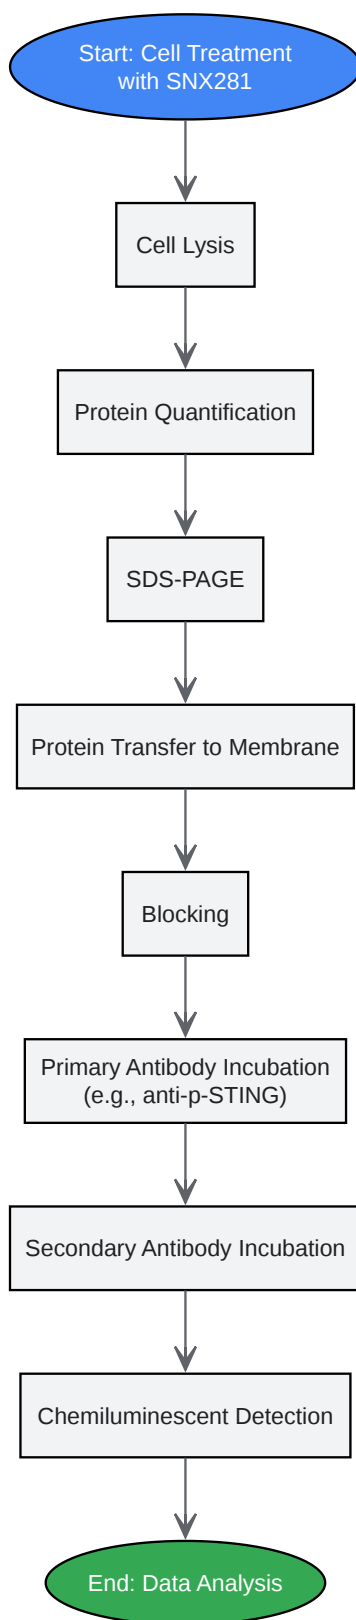 Start: Cell Treatment
with SNX281
Cell Lysis
Protein Quantification
SDS-PAGE
Protein Transfer to Membrane
Blocking
Primary Antibody Incubation
(e.g., anti-p-STING)
Secondary Antibody Incubation
Chemiluminescent Detection
End: Data Analysis